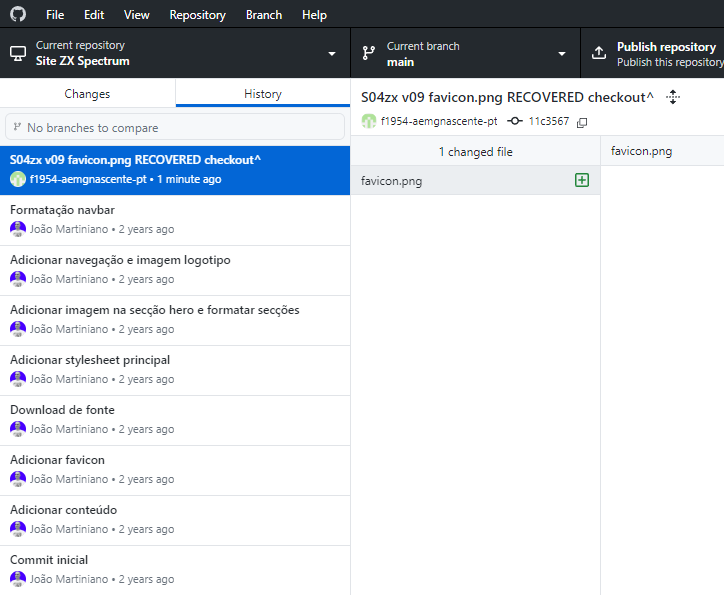 File Edit View Repository Branch Help
Current repository
Site ZX Spectrum
Current branch
main
Publish repository
Publish this repository
Changes
History
No branches to compare
S04zx v09 favicon.png RECOVERED checkout^
f1954-aemgnascente-pt • 1 minute ago
Formatação navbar
João Martiniano • 2 years ago
Adicionar navegação e imagem logotipo
João Martiniano • 2 years ago
Adicionar imagem na secção hero e formatar secções
João Martiniano • 2 years ago
Adicionar stylesheet principal
João Martiniano • 2 years ago
Download de fonte
João Martiniano • 2 years ago
Adicionar favicon
João Martiniano • 2 years ago
Adicionar conteúdo
João Martiniano • 2 years ago
Commit inicial
João Martiniano • 2 years ago
S04zx v09 favicon.png RECOVERED checkout^
f1954-aemgnascente-pt 11c3567
1 changed file
favicon.png
favicon.png